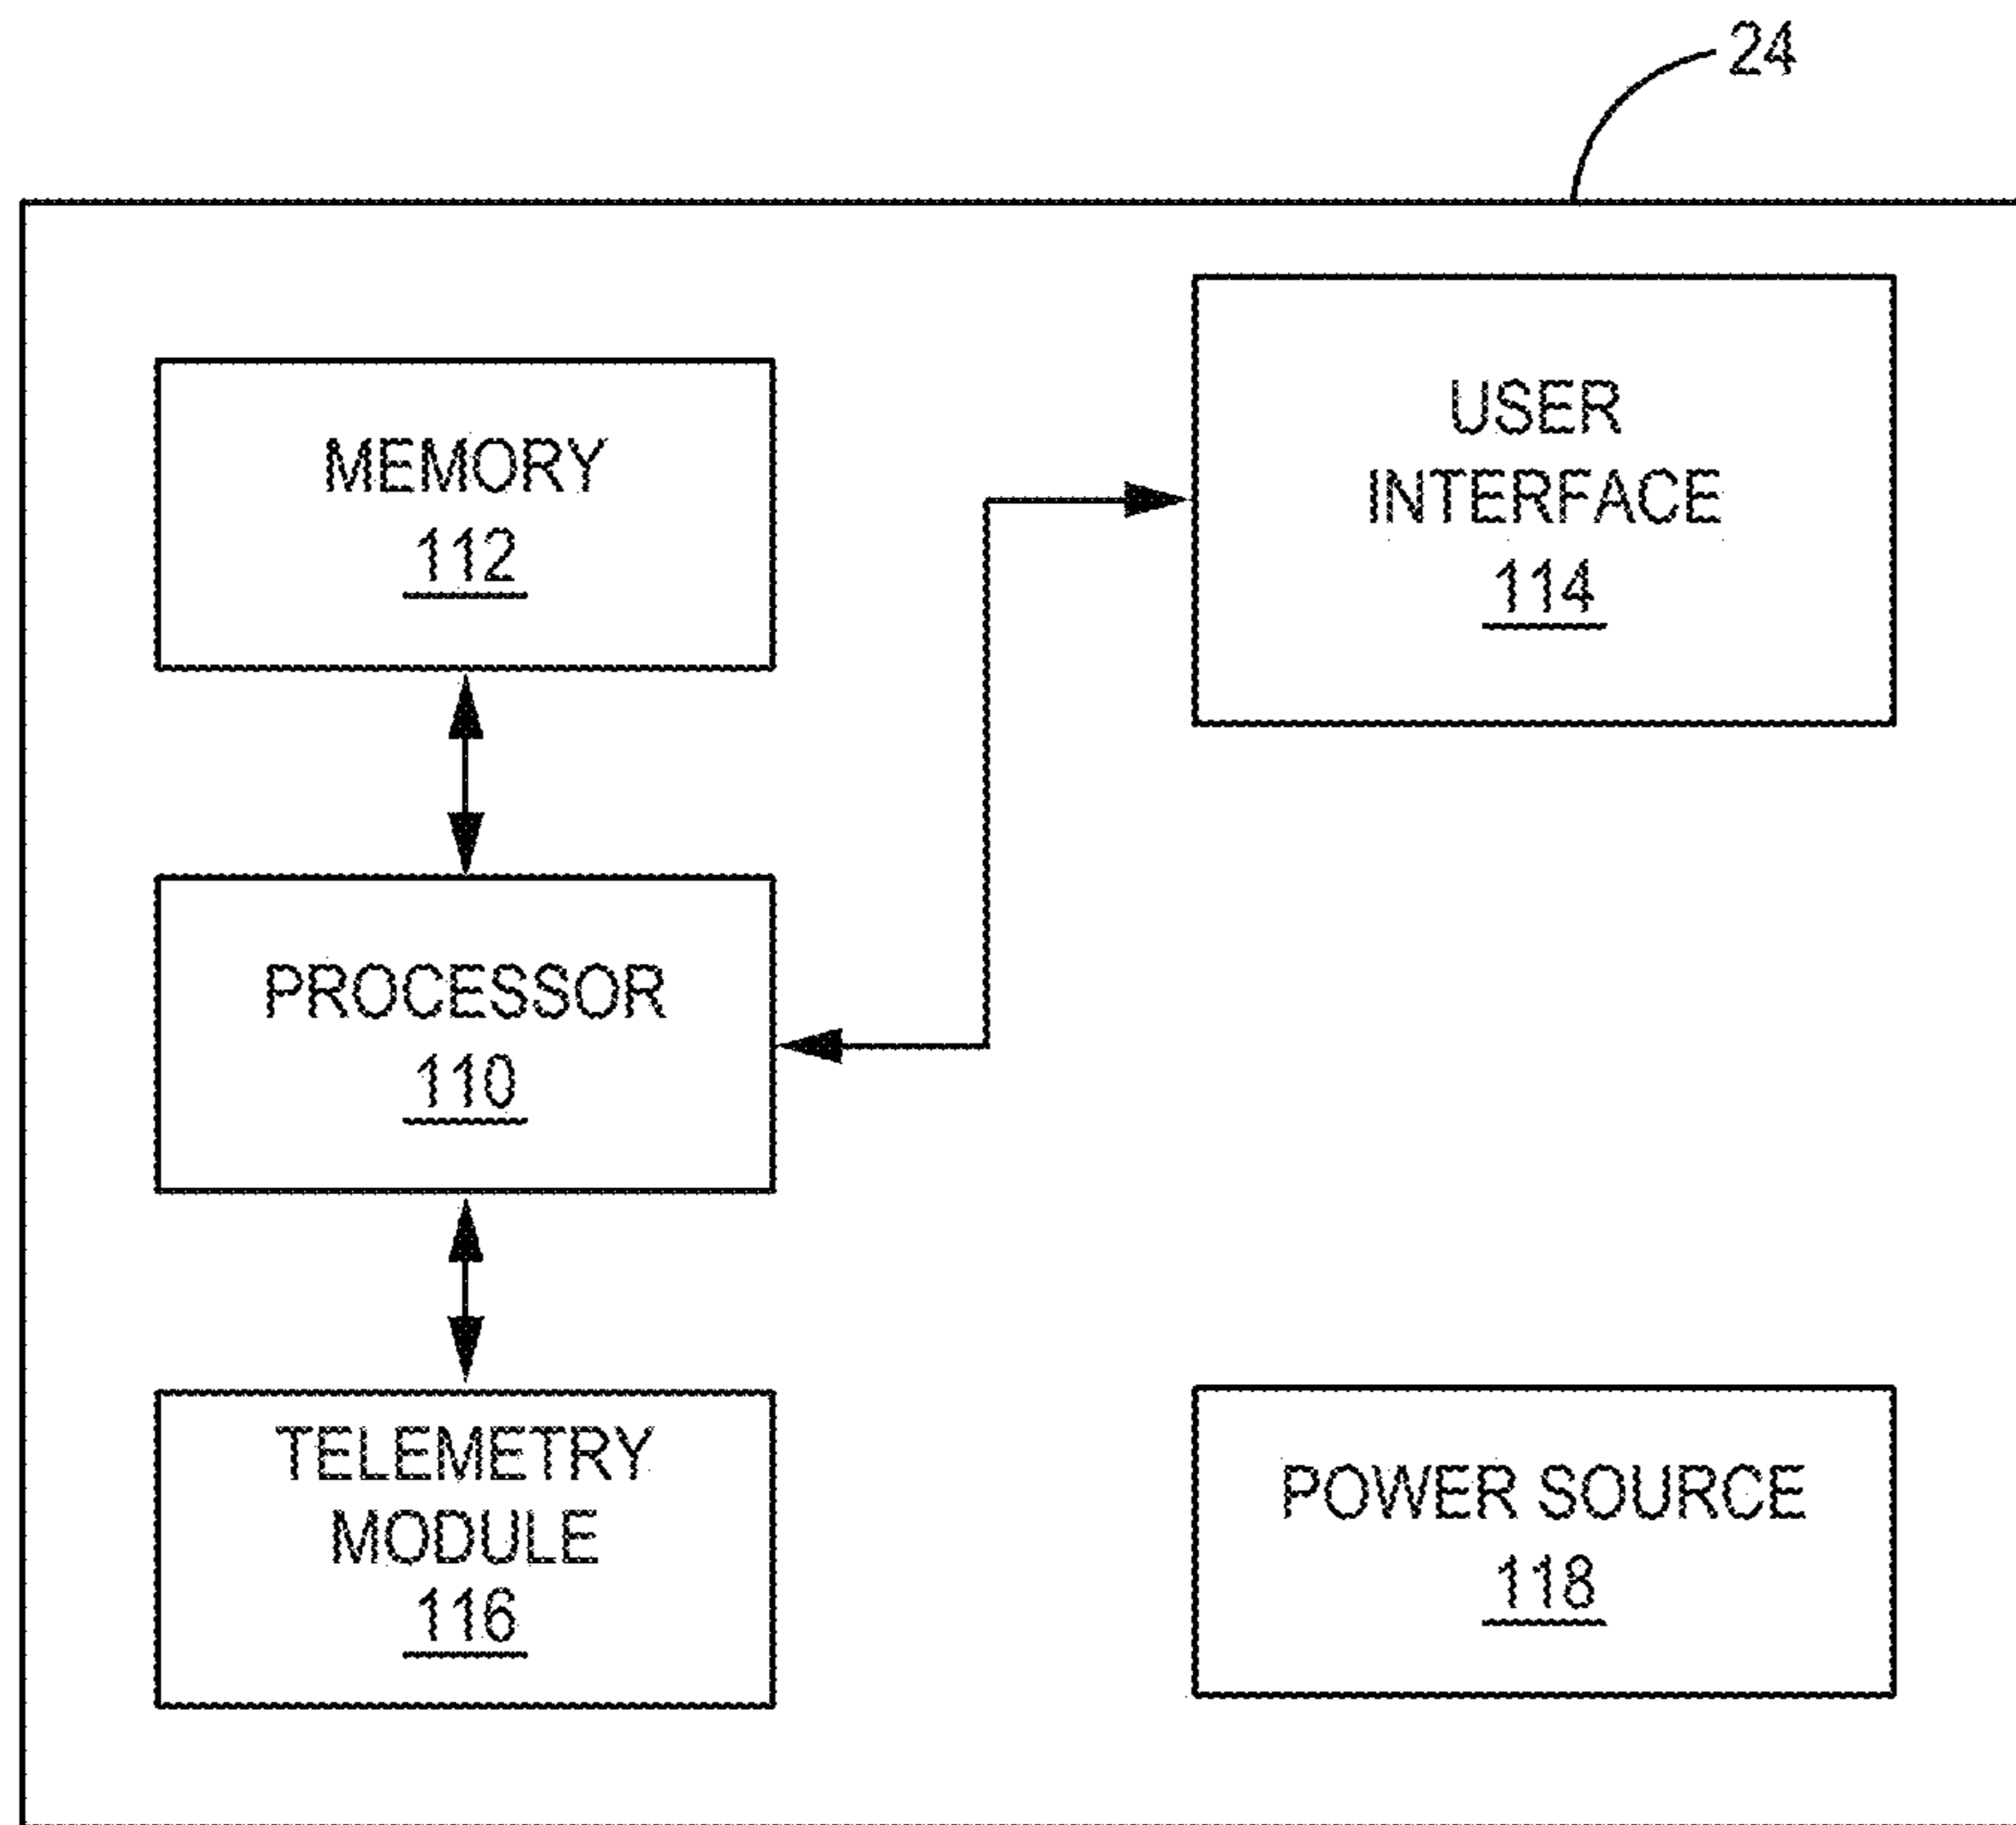 24
MEMORY
112
USER
INTERFACE
114
PROCESSOR
110
TELEMETRY
MODULE
116
POWER SOURCE
118